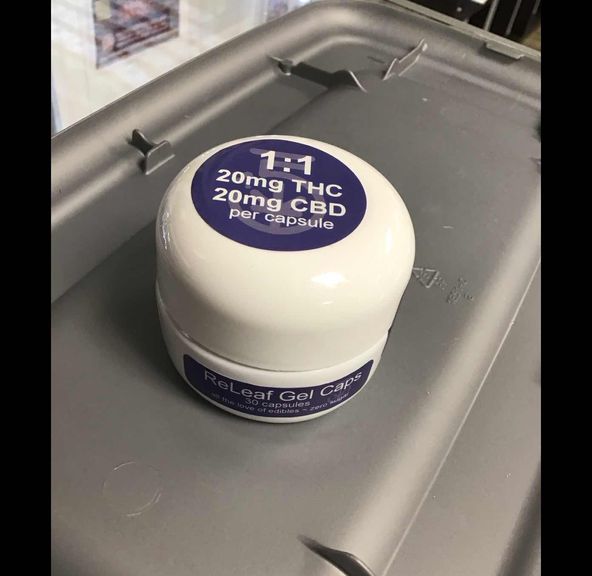 1:1
20mg THC
20mg CBD
per capsule
ReLeaf Gel Caps
30 capsules
all the love of edibles ~ zero sugar